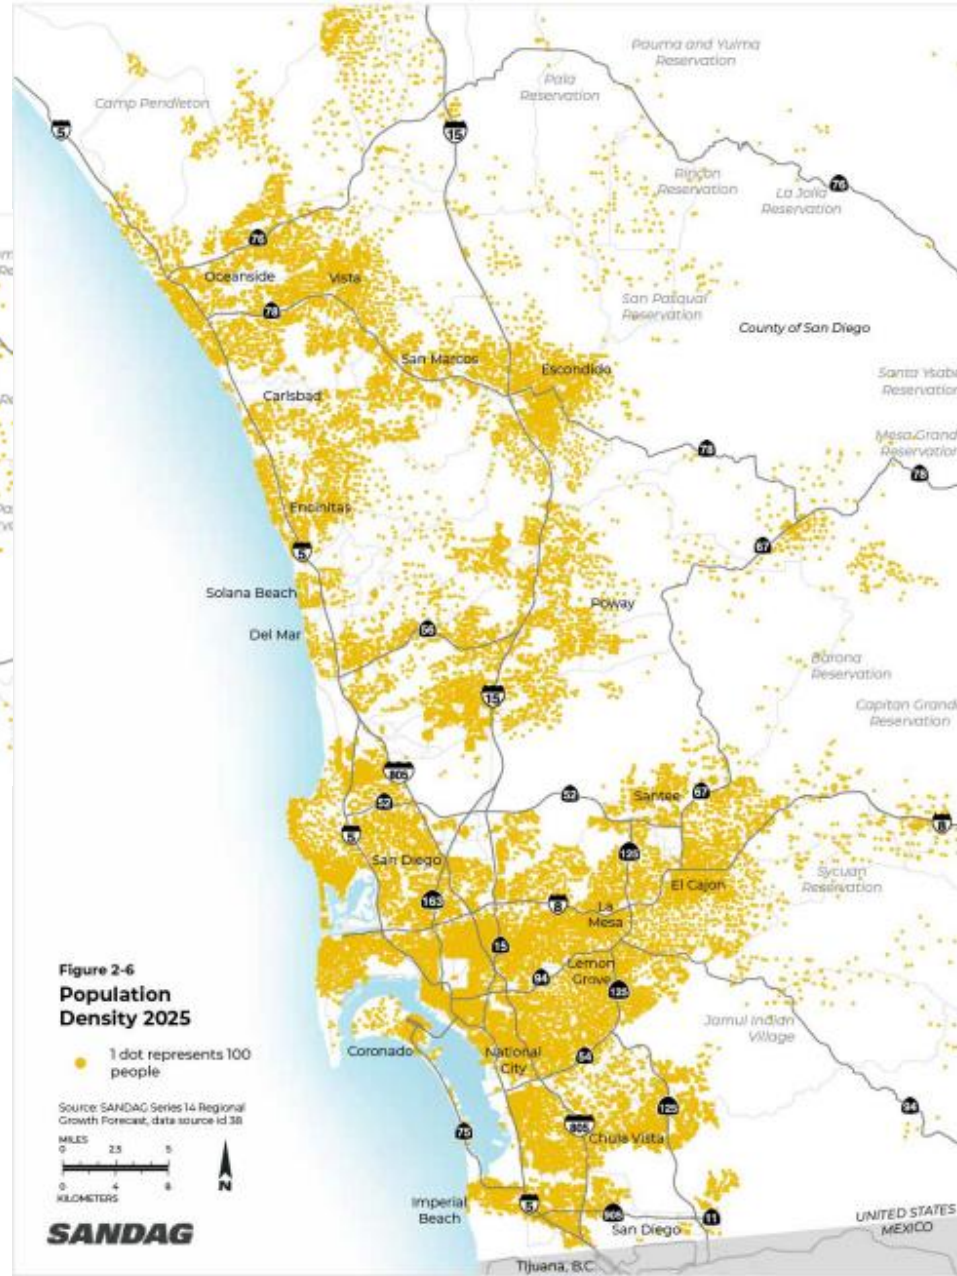 Pauma and Yuima
Reservation
Pala
Reservation
Camp Pendleton
5
15
Rincon
Reservation
76
La Jolla
Reservation
76
Oceanside
Vista
78
San Pasqual
Reservation
County of San Diego
San Marcos
Escondido
Santa Ysabe
Reservation
Carlsbad
Mesa Grand
Reservation
78
78
Encinitas
5
67
Solana Beach
Poway
Del Mar
56
Barona
Reservation
15
Capitan Grand
Reservation
805
52
52
Santee
67
5
8
San Diego
125
El Cajon
Sycuan
Reservation
163
8
La
Mesa
15
94
Lemon
Grove
125
Jamul Indian
Village
Figure 2-6
Population
Density 2025
1 dot represents 100
people
Coronado
National
City
54
Source: SANDAG Series 14 Regional
Growth Forecast, data source id 38
94
125
75
805
Chula Vista
MILES
0 2.5 5
0 4 8
KILOMETERS
N
Imperial
Beach
5
905
San Diego
11
UNITED STATES
MEXICO
SANDAG
Tijuana, B.C